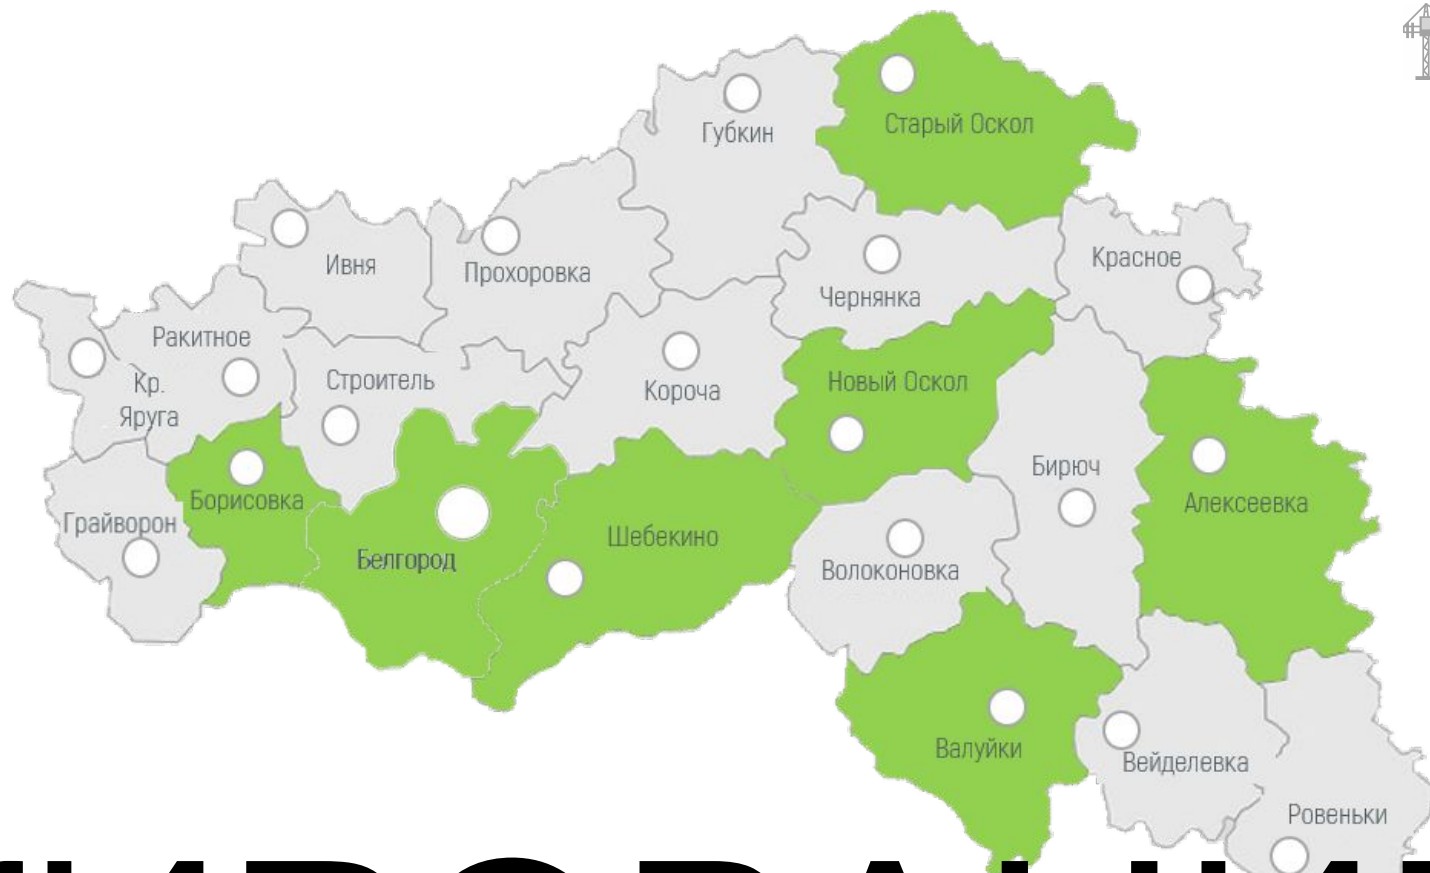 Старый Оскол
Губкин
Ивня
Прохоровка
Красное
Чернянка
Ракитное
Кр.
Яруга
Строитель
Короча
Новый Оскол
Бирюч
Борисовка
Алексеевка
Грайворон
Белгород
Шебекино
Волоконовка
Валуйки
Вейделевка
Ровеньки